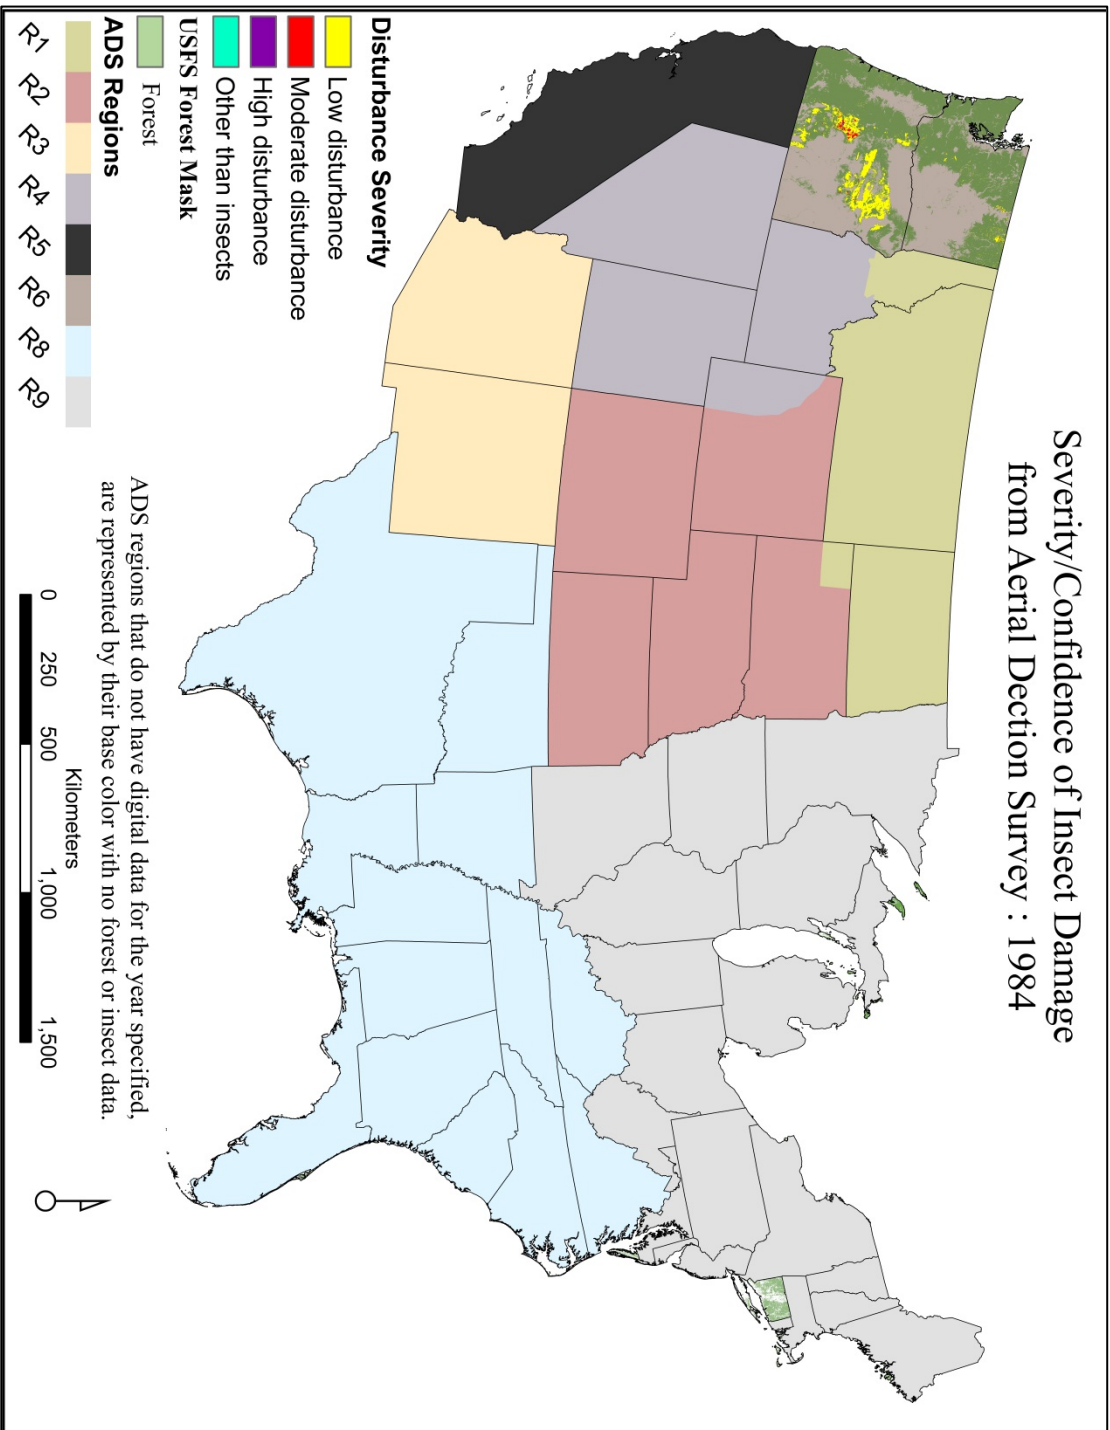 Severity/Confidence of Insect Damage
from Aerial Dection Survey : 1984
Disturbance Severity
Low disturbance
Moderate disturbance
High disturbance
Other than insects
USFS Forest Mask
Forest
ADS Regions
R1
R2
R3
R4
R5
R6
R8
R9
ADS regions that do not have digital data for the year specified,
are represented by their base color with no forest or insect data.
0 250 500 1,000 1,500
Kilometers